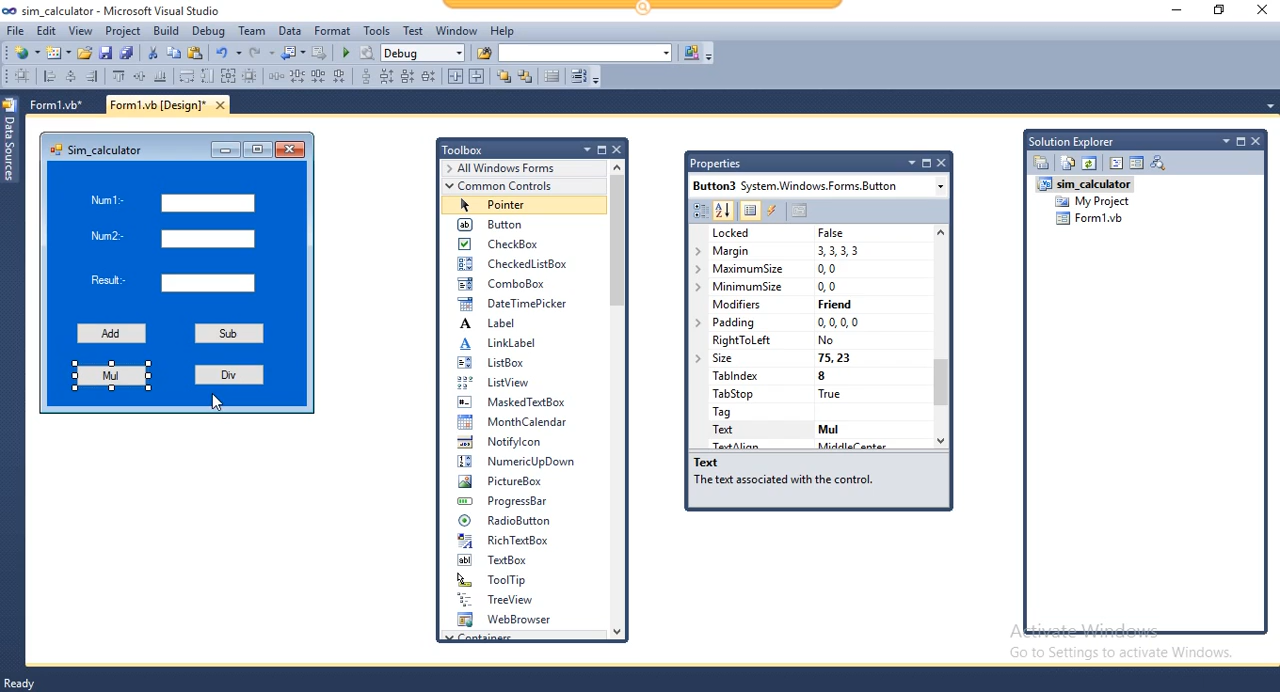 sim_calculator - Microsoft Visual Studio
File Edit View Project Build Debug Team Data Format Tools Test Window Help
Debug
Data Sources
Form1.vb* Form1.vb [Design]*
Sim_calculator
Num1:-
Num2:-
Result:-
Add Sub
Mul Div
Toolbox
All Windows Forms
Common Controls
Pointer
Button
CheckBox
CheckedListBox
ComboBox
DateTimePicker
Label
LinkLabel
ListBox
ListView
MaskedTextBox
MonthCalendar
NotifyIcon
NumericUpDown
PictureBox
ProgressBar
RadioButton
RichTextBox
TextBox
ToolTip
TreeView
WebBrowser
Containers
Properties
Button3 System.Windows.Forms.Button
Locked False
Margin 3, 3, 3, 3
MaximumSize 0, 0
MinimumSize 0, 0
Modifiers Friend
Padding 0, 0, 0, 0
RightToLeft No
Size 75, 23
TabIndex 8
TabStop True
Tag
Text Mul
TextAlign MiddleCenter
Text
The text associated with the control.
Solution Explorer
sim_calculator
My Project
Form1.vb
Activate Windows
Go to Settings to activate Windows.
Ready